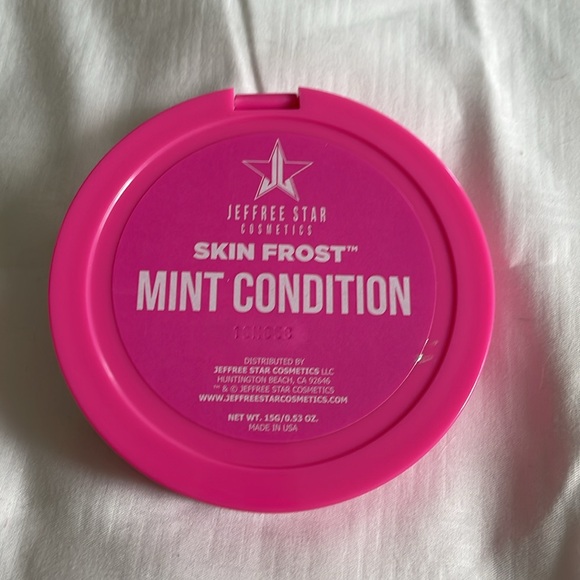 JEFFREE STAR
COSMETICS
SKIN FROST™
MINT CONDITION
DISTRIBUTED BY
JEFFREE STAR COSMETICS LLC
HUNTINGTON BEACH, CA 92646
™ & © JEFFREE STAR COSMETICS.
WWW.JEFFREESTARCOSMETICS.COM
NET WT. 15G/0.53 OZ.
MADE IN USA